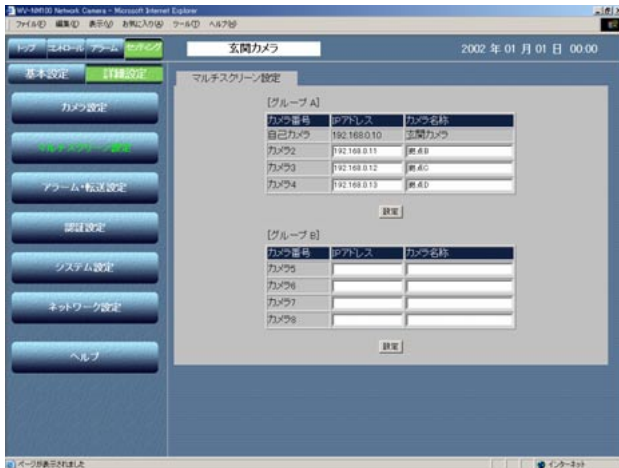 WV-NM100 Network Camera - Microsoft Internet Explorer
ファイル(F) 編集(E) 表示(V) お気に入り(A) ツール(T) ヘルプ(H)
トップ コントロール アラーム セッティング 玄関カメラ 2002 年 01 月 01 日 00:00
基本設定 詳細設定
マルチスクリーン設定
カメラ設定
マルチスクリーン設定
アラーム・転送設定
認証設定
システム設定
ネットワーク設定
ヘルプ
[グループ A]
カメラ番号 IPアドレス カメラ名称
自己カメラ 192.168.0.10 玄関カメラ
カメラ2 192.168.0.11 拠点B
カメラ3 192.168.0.12 拠点C
カメラ4 192.168.0.13 拠点D
設定
[グループ B]
カメラ番号 IPアドレス カメラ名称
カメラ5
カメラ6
カメラ7
カメラ8
設定
ページが表示されました インターネット